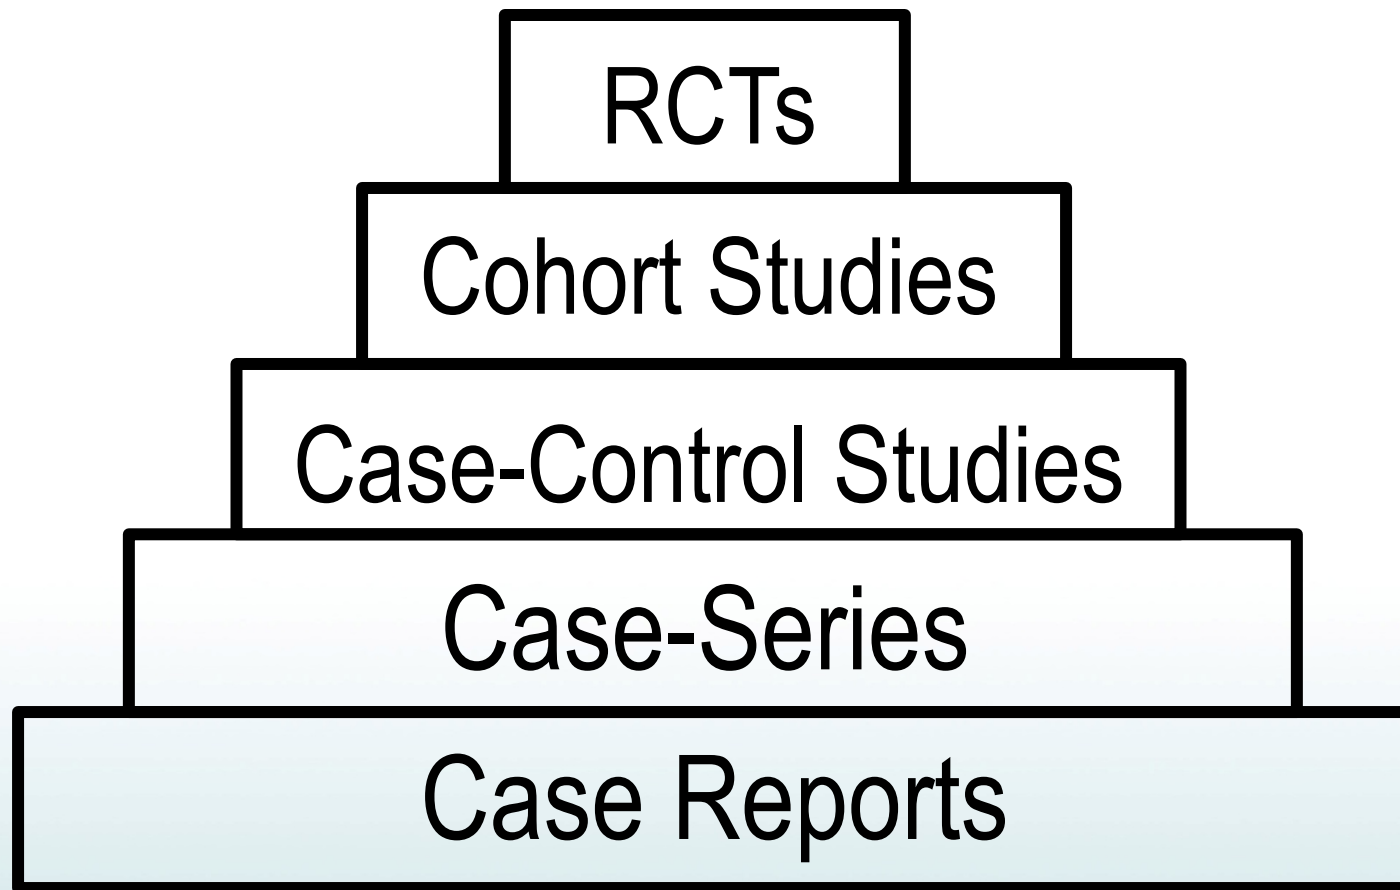 RCTs
Cohort Studies
Case-Control Studies
Case-Series
Case Reports